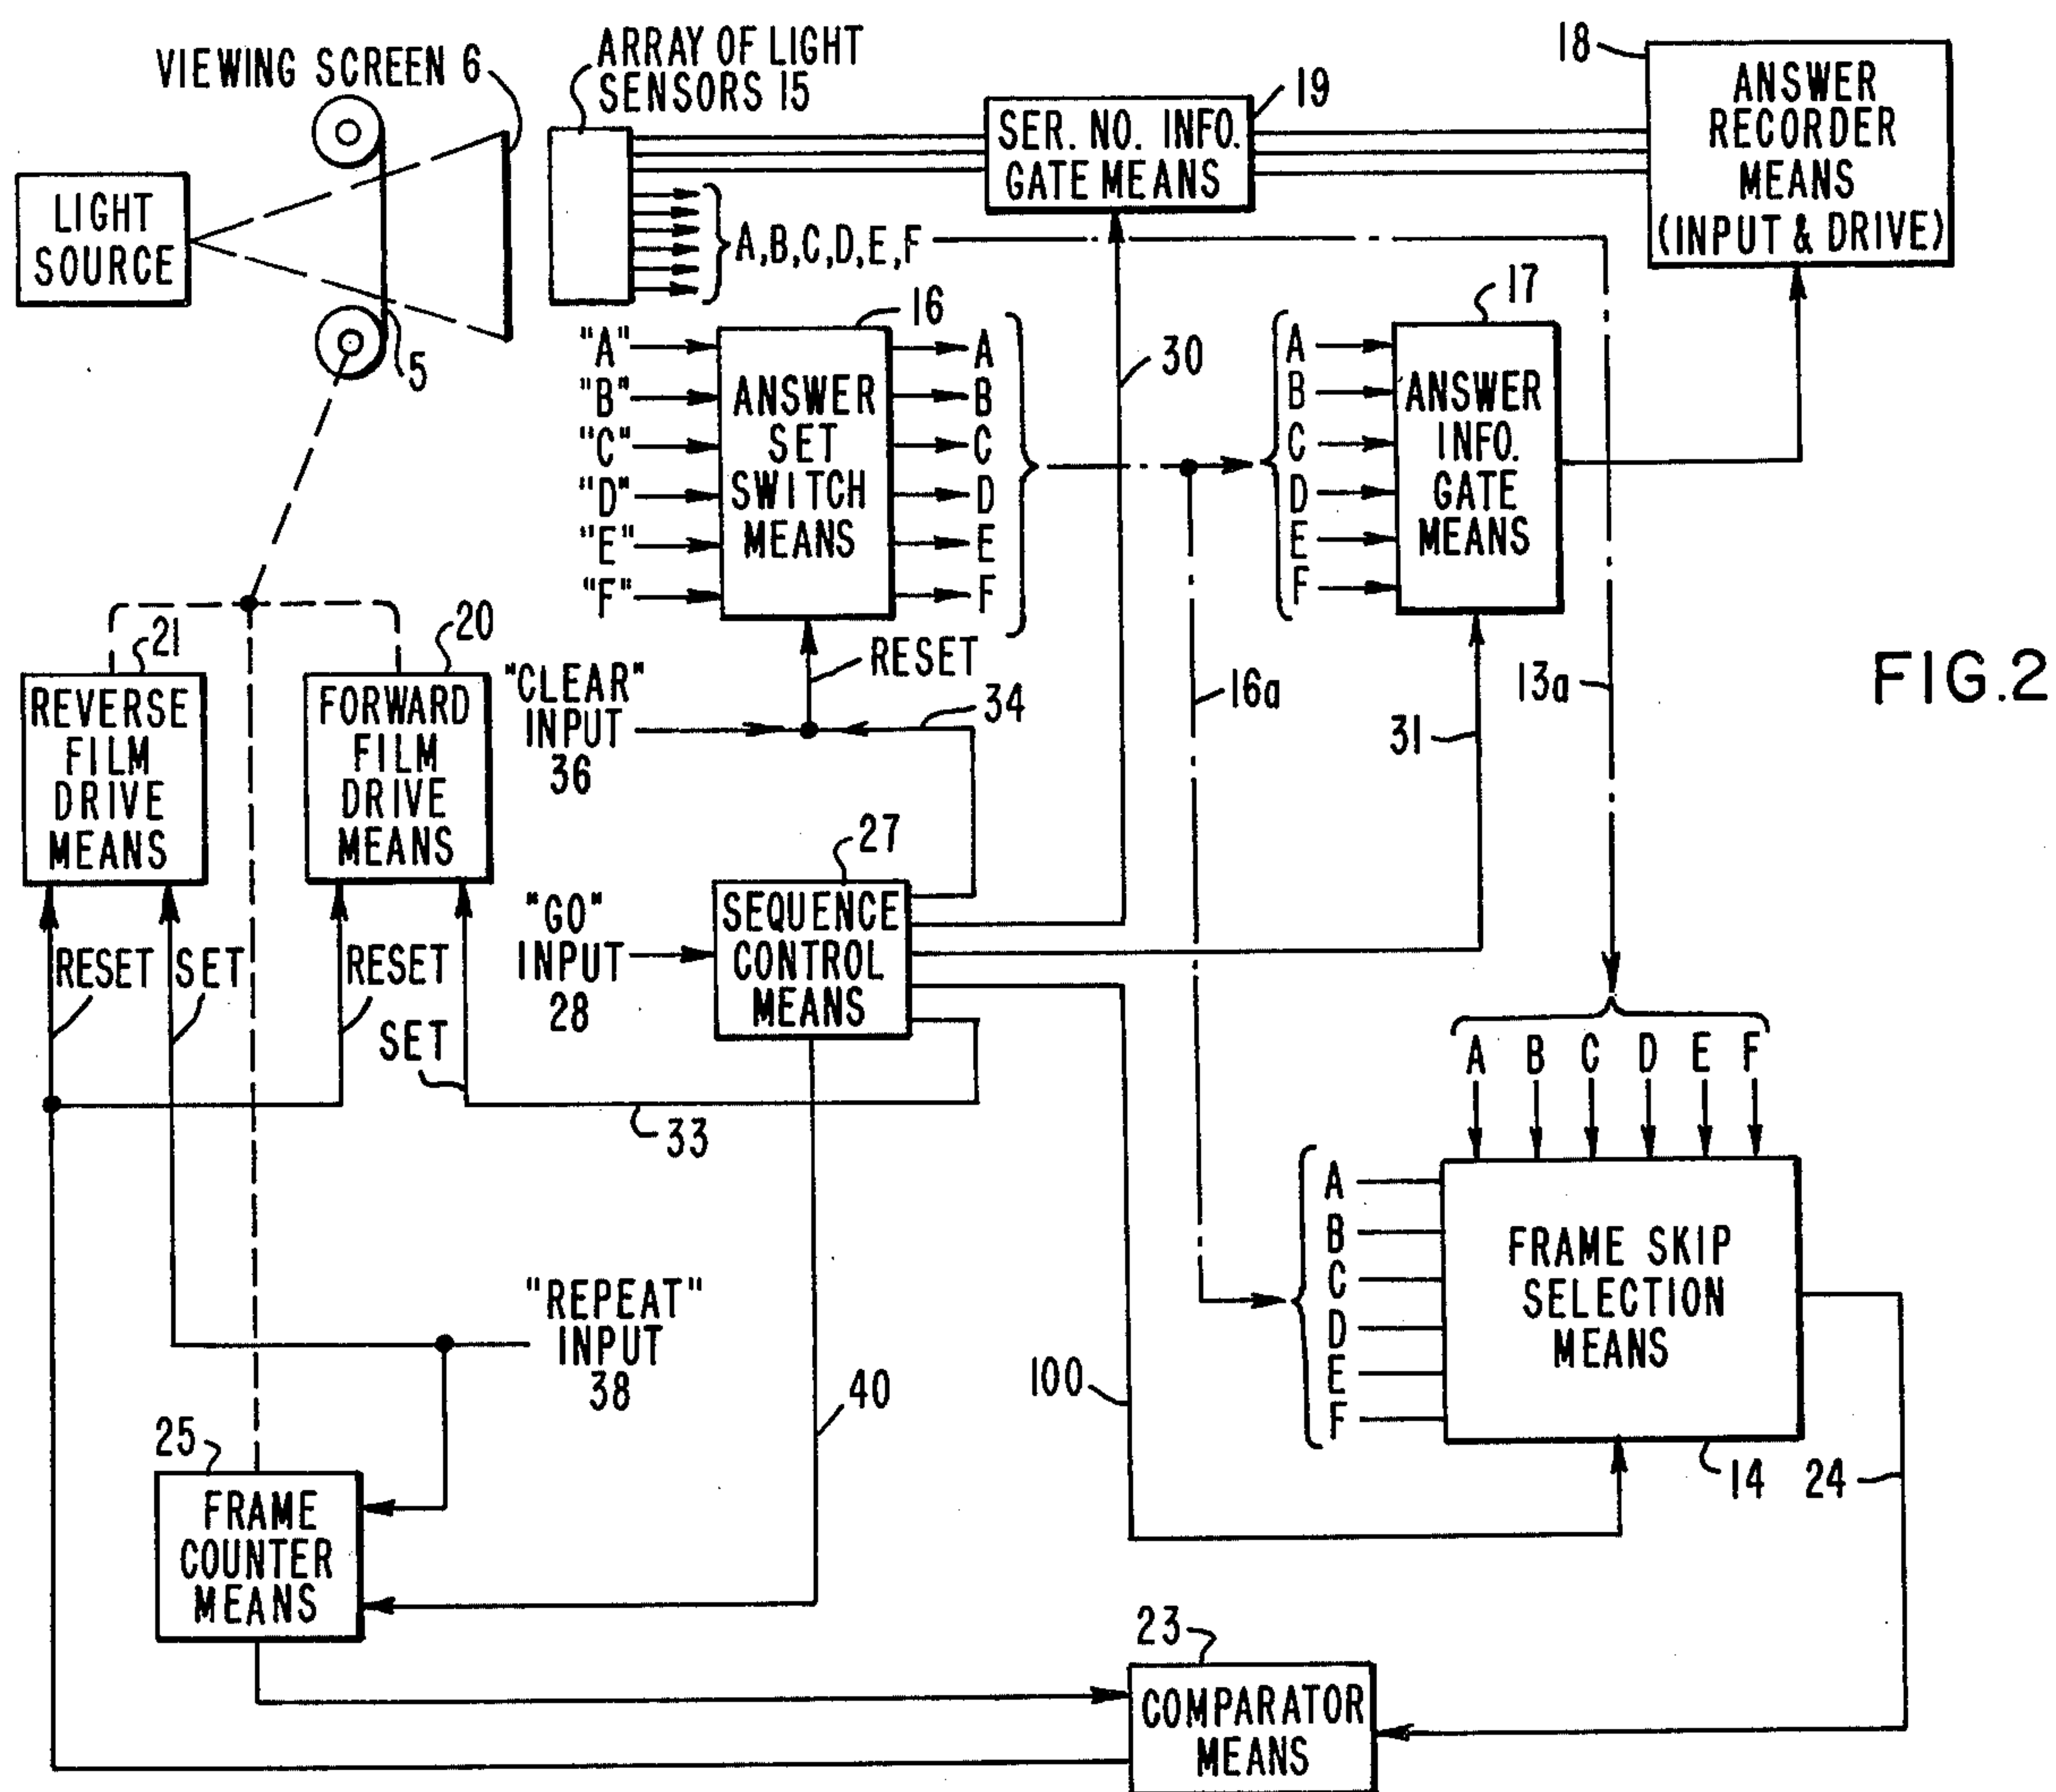 VIEWING SCREEN 6
ARRAY OF LIGHT
SENSORS 15
18
ANSWER
RECORDER
MEANS
(INPUT & DRIVE)
19
SER. NO. INFO.
GATE MEANS
LIGHT
SOURCE
A,B,C,D,E,F
5
16
"A"
"B"
"C"
"D"
"E"
"F"
ANSWER
SET
SWITCH
MEANS
A
B
C
D
E
F
30
17
A
B
C
D
E
F
ANSWER
INFO.
GATE
MEANS
21
REVERSE
FILM
DRIVE
MEANS
20
FORWARD
FILM
DRIVE
MEANS
"CLEAR"
INPUT
36
RESET
34
16a
31
13a
FIG.2
RESET
SET
RESET
SET
"GO"
INPUT
28
27
SEQUENCE
CONTROL
MEANS
33
A B C D E F
A
B
C
D
E
F
FRAME SKIP
SELECTION
MEANS
14
24
"REPEAT"
INPUT
38
40
100
25
FRAME
COUNTER
MEANS
23
COMPARATOR
MEANS